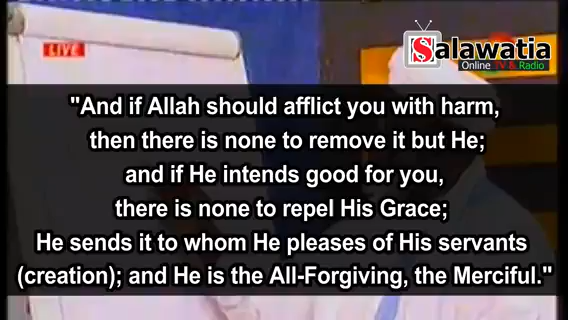 LIVE
Salawatia
Online TV & Radio
"And if Allah should afflict you with harm,
then there is none to remove it but He;
and if He intends good for you,
there is none to repel His Grace;
He sends it to whom He pleases of His servants
(creation); and He is the All-Forgiving, the Merciful."